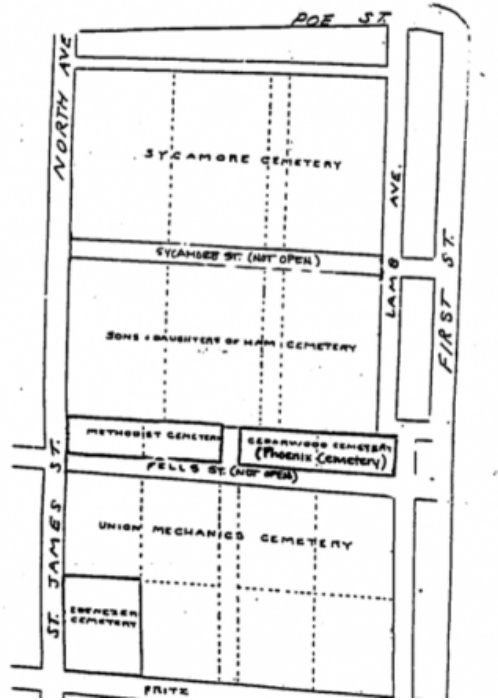 POE ST.
NORTH AVE
SYCAMORE CEMETERY
LAMB AVE.
SYCAMORE ST. (NOT OPEN)
FIRST ST.
SONS & DAUGHTERS OF HAM CEMETERY
METHODIST CEMETERY
CEDARWOOD CEMETERY
(Phoenix Cemetery)
FELLS ST. (NOT OPEN)
ST. JAMES ST.
UNION MECHANICS CEMETERY
EBENEZER
CEMETERY
FRITZ